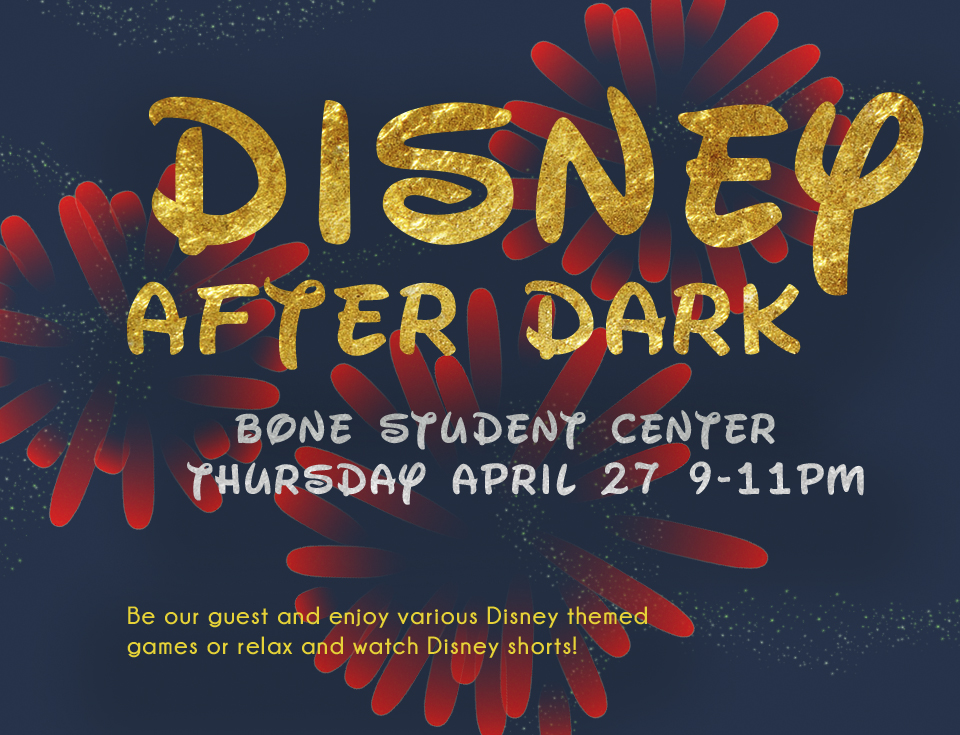 DISNEY
AFTER DARK
BONE STUDENT CENTER
THURSDAY APRIL 27 9-11PM
Be our guest and enjoy various Disney themed
games or relax and watch Disney shorts!